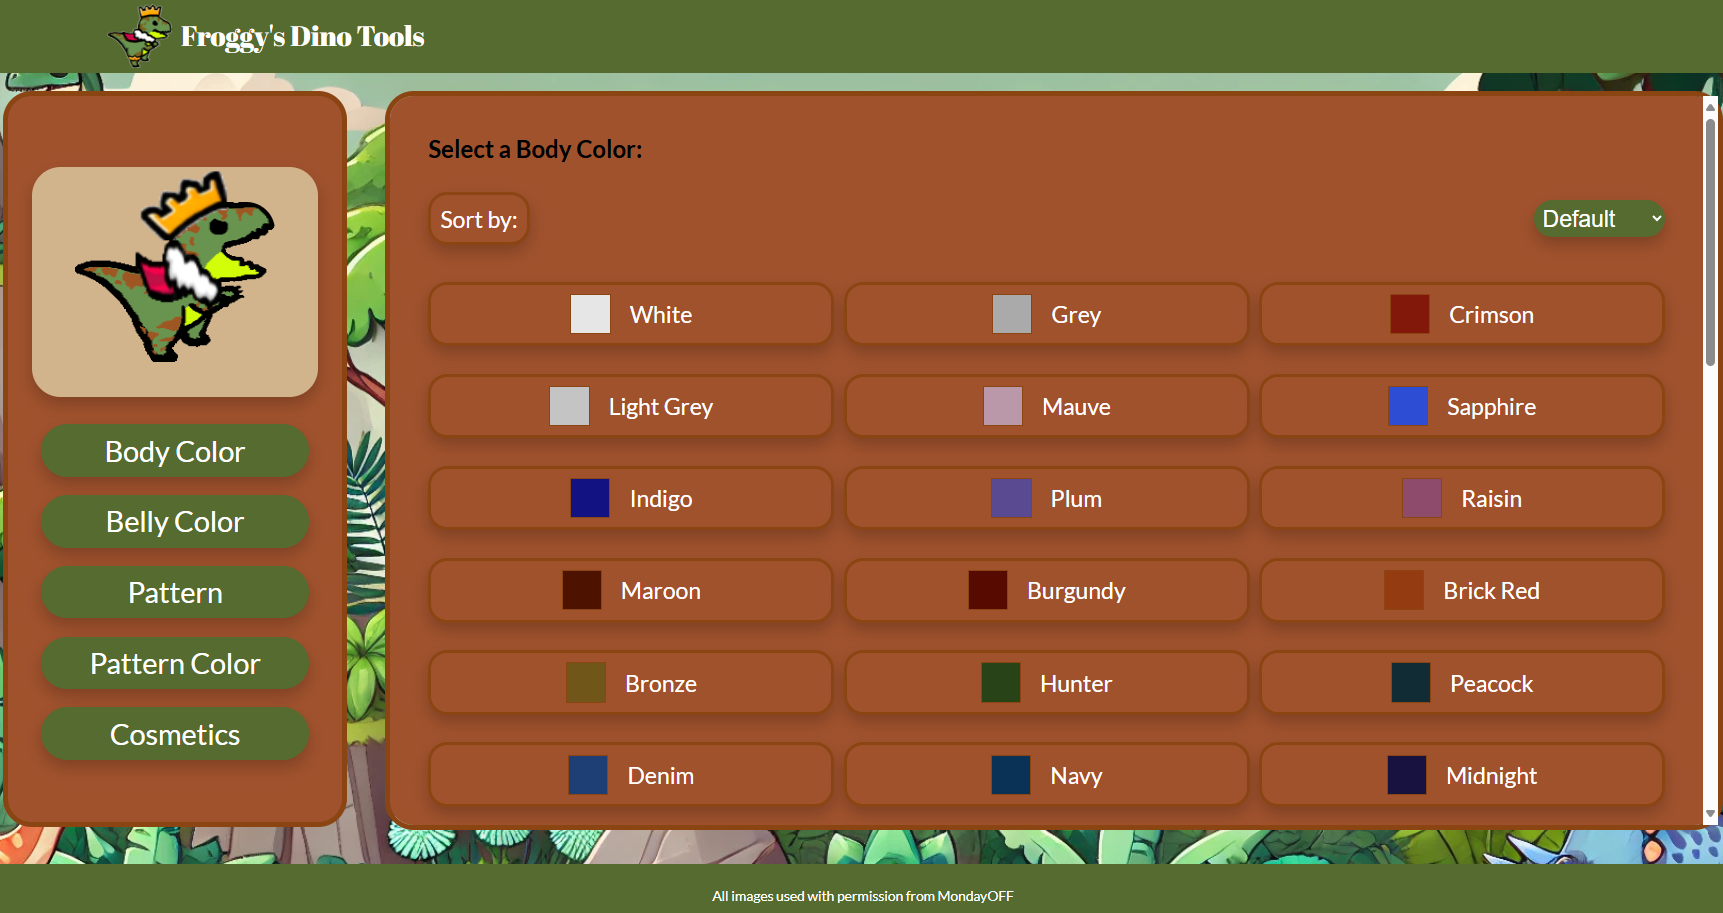 Froggy's Dino Tools
Body Color
Belly Color
Pattern
Pattern Color
Cosmetics
Select a Body Color:
Sort by:
Default
White
Grey
Crimson
Light Grey
Mauve
Sapphire
Indigo
Plum
Raisin
Maroon
Burgundy
Brick Red
Bronze
Hunter
Peacock
Denim
Navy
Midnight
All images used with permission from MondayOFF